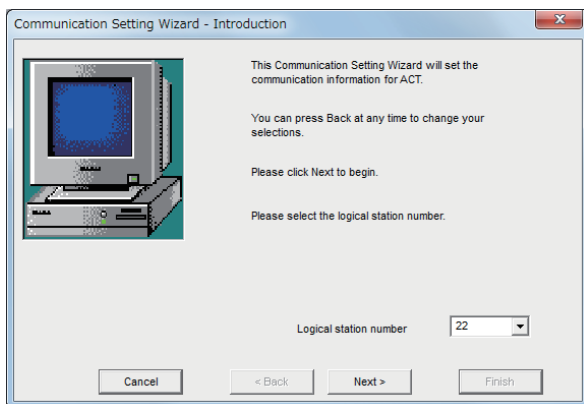 Communication Setting Wizard - Introduction
This Communication Setting Wizard will set the
communication information for ACT.
You can press Back at any time to change your
selections.
Please click Next to begin.
Please select the logical station number.
Logical station number 22
Cancel < Back Next > Finish